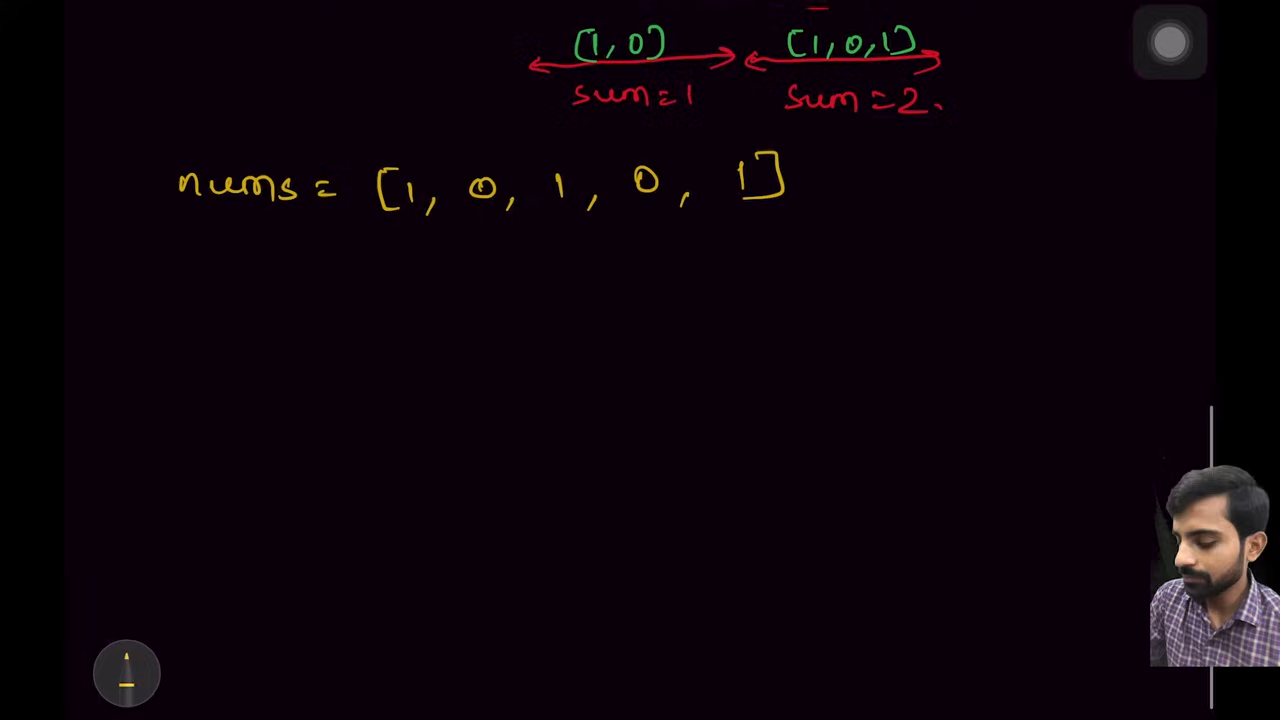 [1, 0] [1, 0, 1]
sum = 1 sum = 2.
nums = [1, 0, 1, 0, 1]